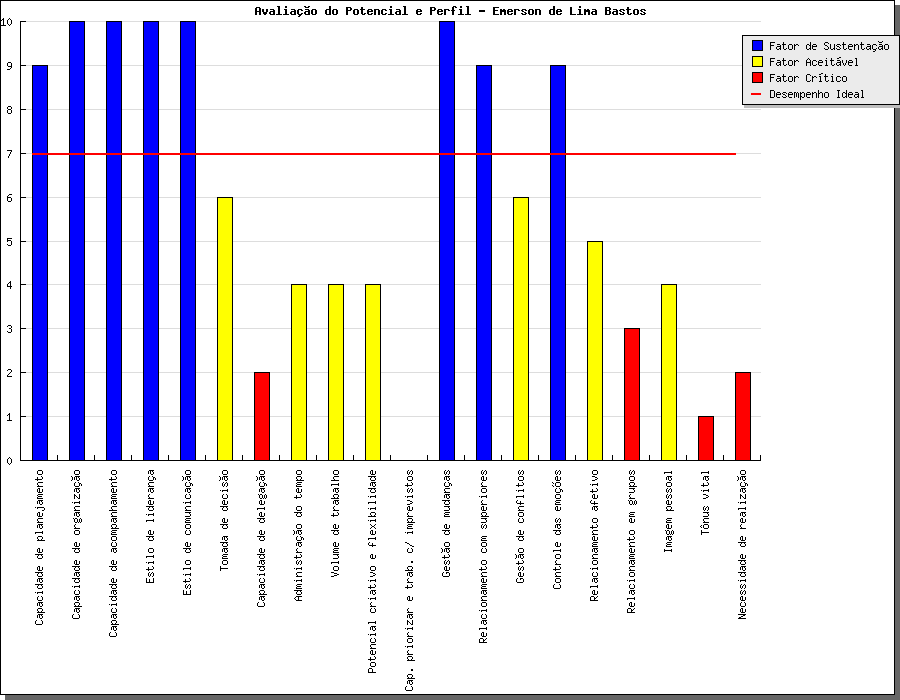 Avaliação do Potencial e Perfil - Emerson de Lima Bastos
Fator de Sustentação
Fator Aceitável
Fator Crítico
Desempenho Ideal
10
9
8
7
6
5
4
3
2
1
0
Capacidade de planejamento
Capacidade de organização
Capacidade de acompanhamento
Estilo de liderança
Estilo de comunicação
Tomada de decisão
Capacidade de delegação
Administração do tempo
Volume de trabalho
Potencial criativo e flexibilidade
Cap. priorizar e trab. c/ imprevistos
Gestão de mudanças
Relacionamento com superiores
Gestão de conflitos
Controle das emoções
Relacionamento afetivo
Relacionamento em grupos
Imagem pessoal
Tônus vital
Necessidade de realização